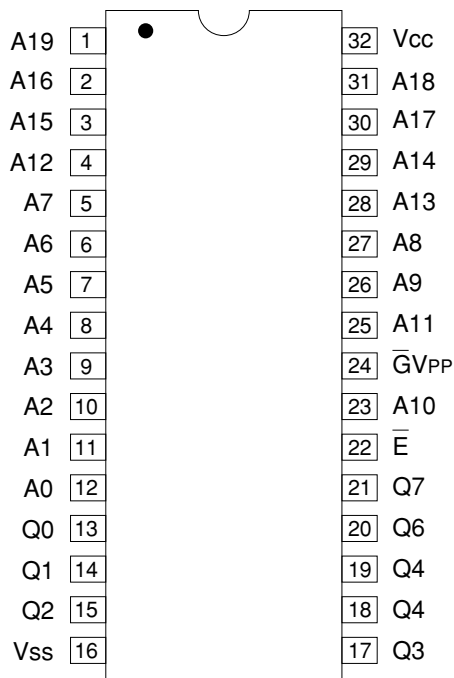 A19 1 32 Vcc
A16 2 31 A18
A15 3 30 A17
A12 4 29 A14
A7 5 28 A13
A6 6 27 A8
A5 7 26 A9
A4 8 25 A11
A3 9 24 G̅VPP
A2 10 23 A10
A1 11 22 E̅
A0 12 21 Q7
Q0 13 20 Q6
Q1 14 19 Q4
Q2 15 18 Q4
Vss 16 17 Q3